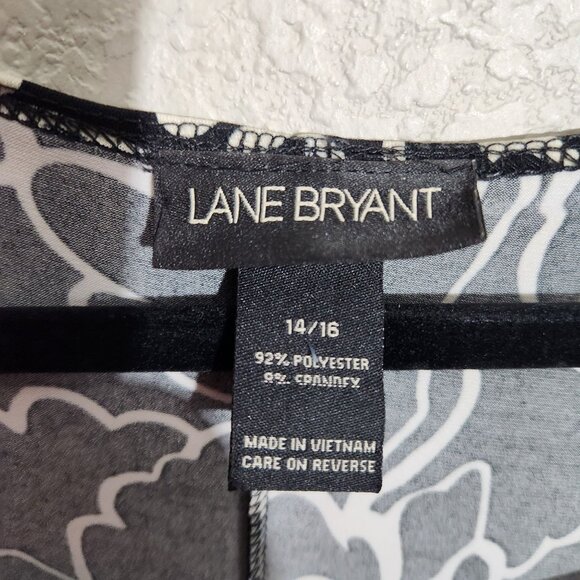 LANE BRYANT
14/16
92% POLYESTER
8% SPANDEX
MADE IN VIETNAM
CARE ON REVERSE